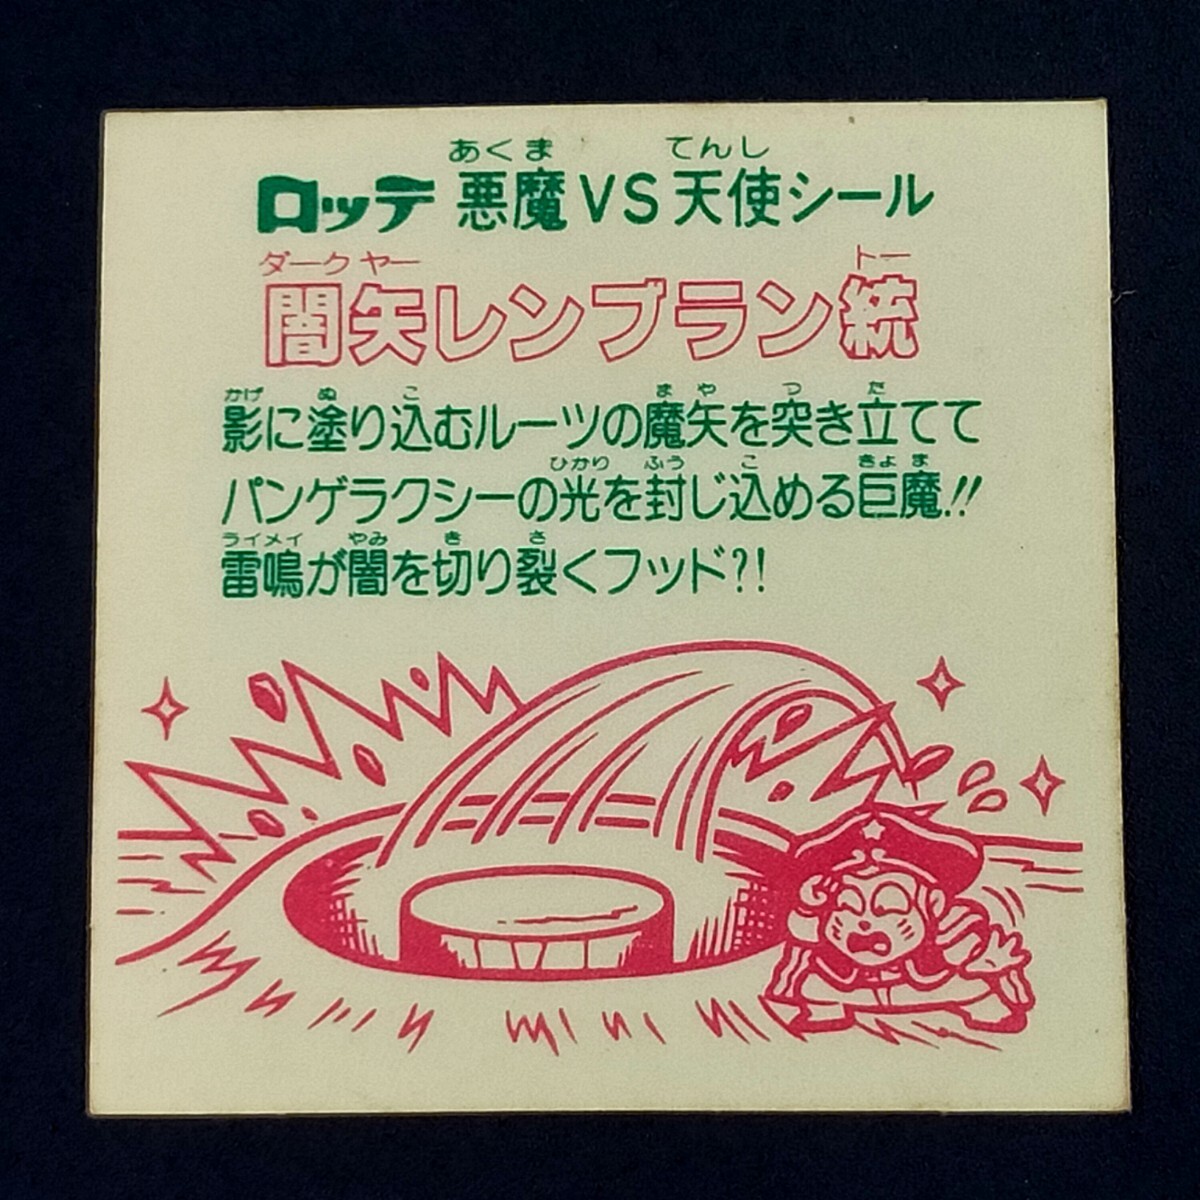 あくま てんし
ロッテ 悪魔VS天使シール
ダークヤー トー
闇矢レンブラン統
かげ ぬ こ ま や つ た
影に塗り込むルーツの魔矢を突き立てて
ひかり ふう こ きょ ま
パンゲラクシーの光を封じ込める巨魔!!
ライメイ やみ き さ
雷鳴が闇を切り裂くフッド?!